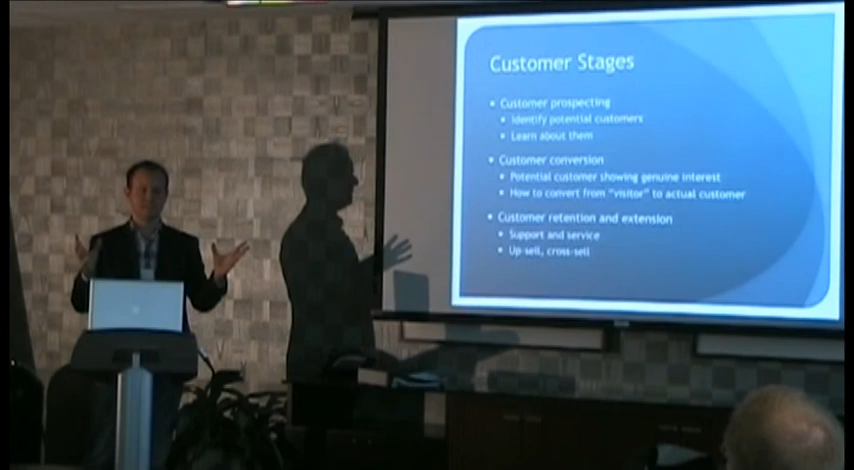 Customer Stages
• Customer prospecting
• Identify potential customers
• Learn about them
• Customer conversion
• Potential customer showing genuine interest
• How to convert from "visitor" to actual customer
• Customer retention and extension
• Support and service
• Up-sell, cross-sell